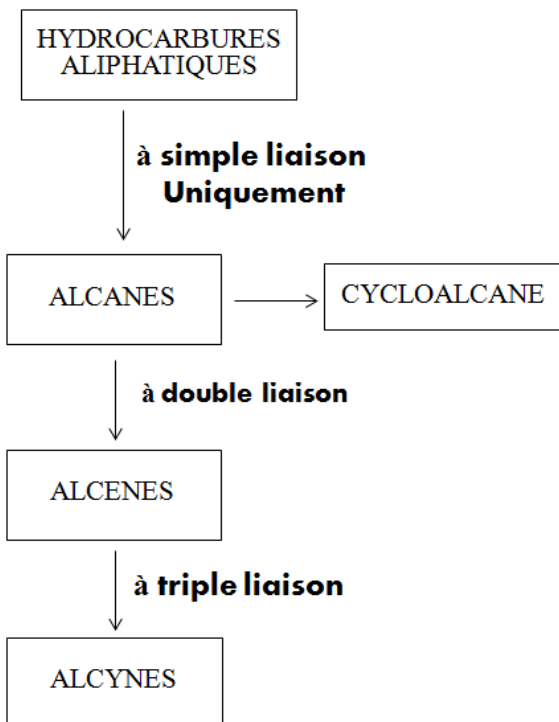 HYDROCARBURES
ALIPHATIQUES
à simple liaison
Uniquement
ALCANES
CYCLOALCANE
à double liaison
ALCENES
à triple liaison
ALCYNES